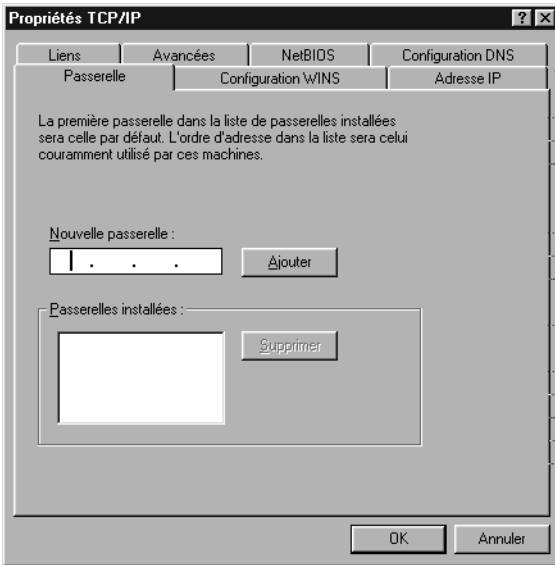 Propriétés TCP/IP
Liens Avancées NetBIOS Configuration DNS
Passerelle Configuration WINS Adresse IP
La première passerelle dans la liste de passerelles installées
sera celle par défaut. L'ordre d'adresse dans la liste sera celui
couramment utilisé par ces machines.
Nouvelle passerelle :
. . . Ajouter
Passerelles installées :
Supprimer
OK Annuler